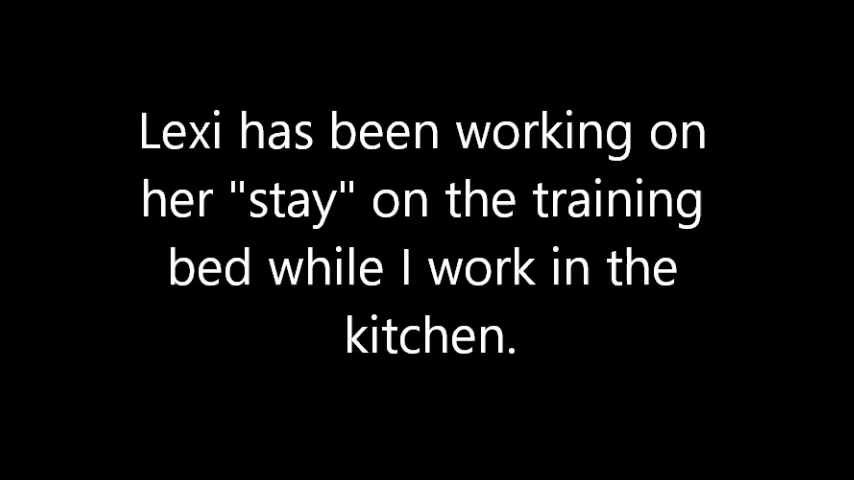 Lexi has been working on
her "stay" on the training
bed while I work in the
kitchen.